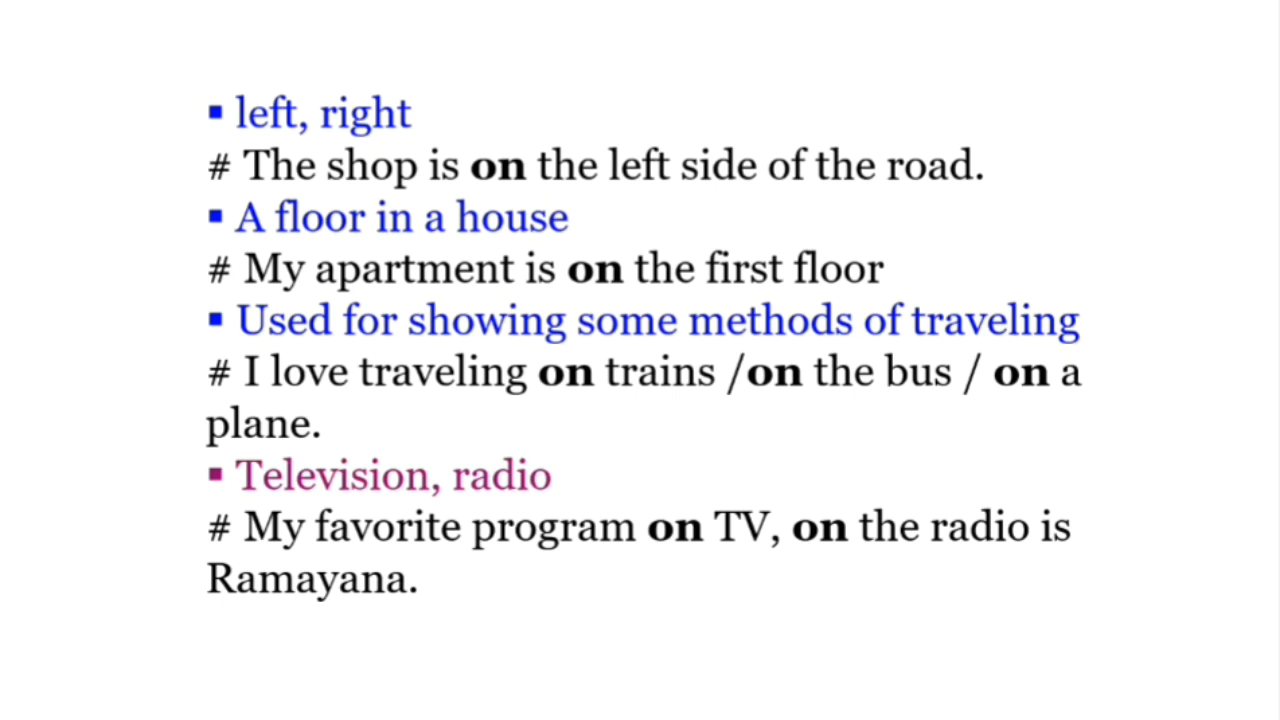 ▪ left, right
# The shop is on the left side of the road.
▪ A floor in a house
# My apartment is on the first floor
▪ Used for showing some methods of traveling
# I love traveling on trains /on the bus / on a
plane.
▪ Television, radio
# My favorite program on TV, on the radio is
Ramayana.